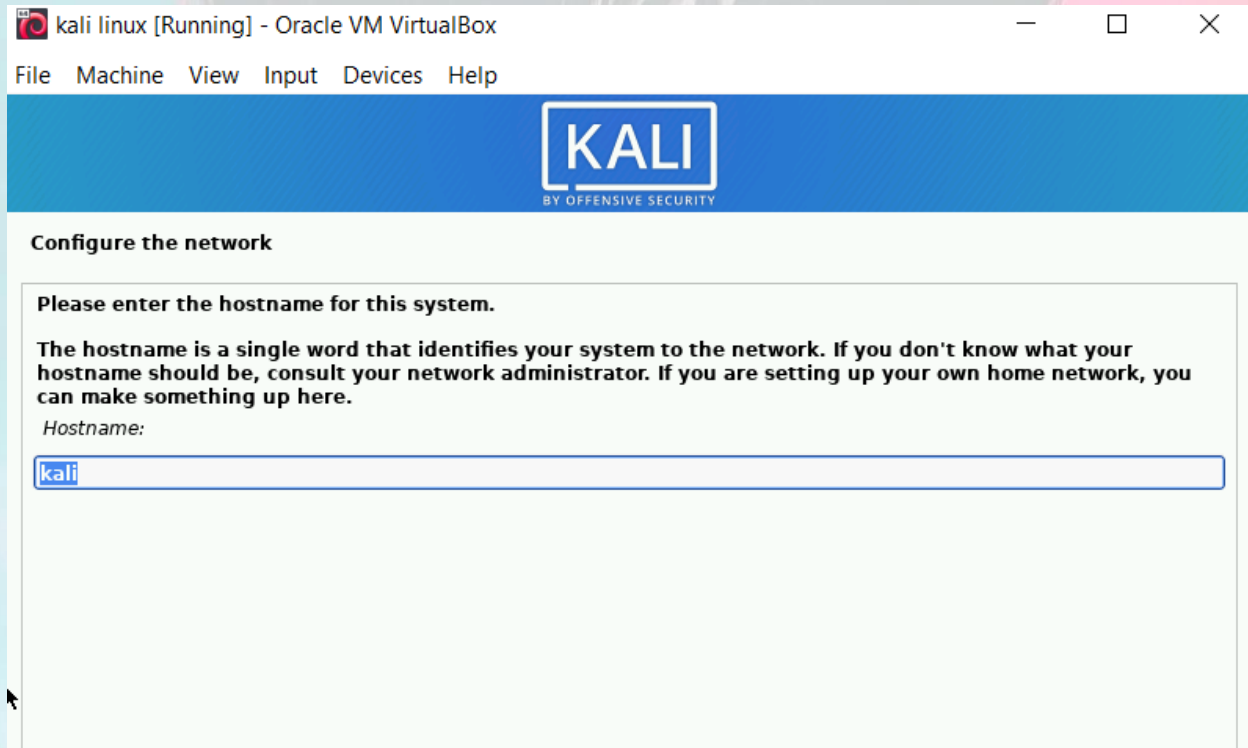 kali linux [Running] - Oracle VM VirtualBox
File Machine View Input Devices Help
KALI
BY OFFENSIVE SECURITY
Configure the network
Please enter the hostname for this system.
The hostname is a single word that identifies your system to the network. If you don't know what your
hostname should be, consult your network administrator. If you are setting up your own home network, you
can make something up here.
Hostname:
kali